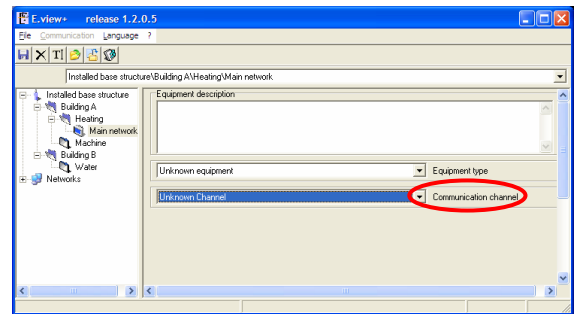 E.view+ release 1.2.0.5
File Communication Language ?
Installed base structure\Building A\Heating\Main network
Installed base structure
Building A
Heating
Main network
Machine
Building B
Water
Networks
Equipment description
Unknown equipment
Equipment type
Unknown Channel
Communication channel